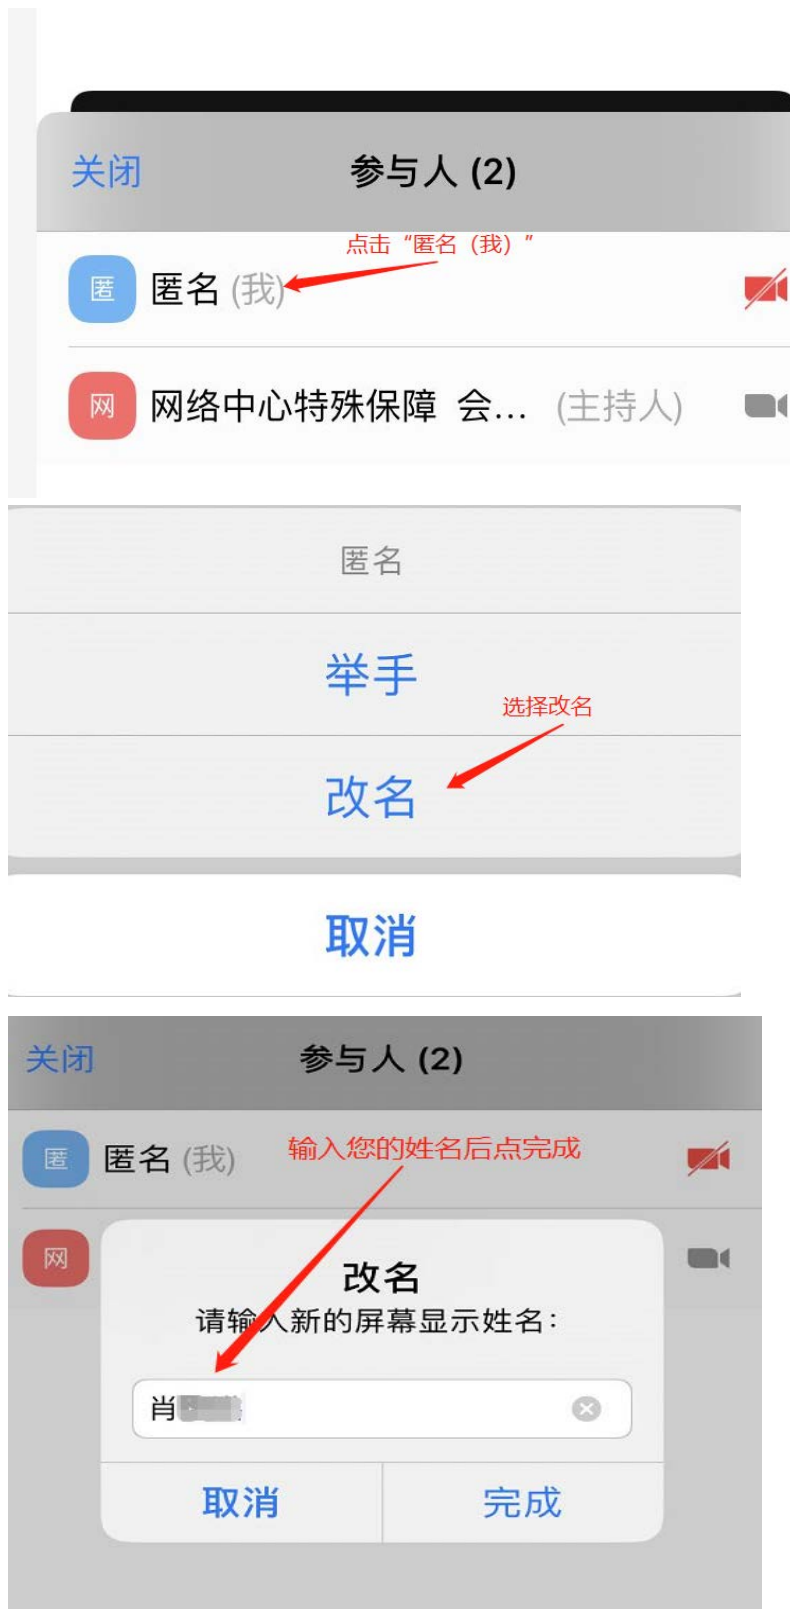 关闭 参与人 (2)
点击“匿名（我）”
匿 匿名 (我)
网 网络中心特殊保障 会... (主持人)
匿名
举手
选择改名
改名
取消
关闭 参与人 (2)
匿 匿名 (我) 输入您的姓名后点完成
网
改名
请输入新的屏幕显示姓名：
肖
取消 完成